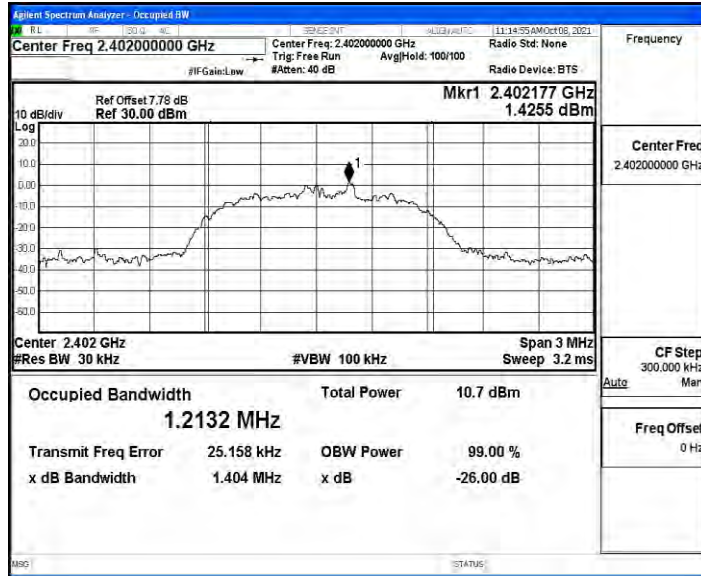 Agilent Spectrum Analyzer - Occupied BW
RL RF 50 Ω AC SENSE:INT ALIGN AUTO 11:14:55 AM Oct 08, 2021
Center Freq 2.402000000 GHz
Center Freq: 2.402000000 GHz
Radio Std: None
Trig: Free Run Avg|Hold: 100/100
#IFGain:Low #Atten: 40 dB Radio Device: BTS
Frequency
Ref Offset 7.78 dB
Mkr1 2.402177 GHz
10 dB/div Ref 30.00 dBm 1.4255 dBm
Log
20.0
10.0
0.00
-10.0
-20.0
-30.0
-40.0
-50.0
1
Center Freq
2.402000000 GHz
Center 2.402 GHz Span 3 MHz
#Res BW 30 kHz #VBW 100 kHz Sweep 3.2 ms
CF Step
300.000 kHz
Auto Man
Occupied Bandwidth Total Power 10.7 dBm
1.2132 MHz
Transmit Freq Error 25.158 kHz OBW Power 99.00 %
x dB Bandwidth 1.404 MHz x dB -26.00 dB
Freq Offset
0 Hz
MSG STATUS